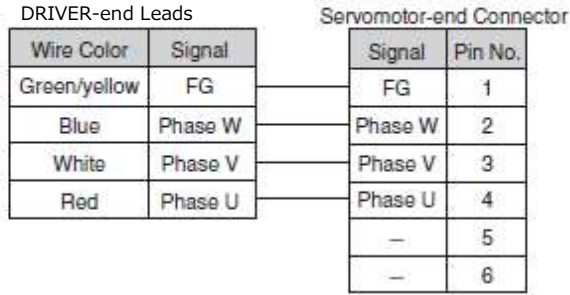 DRIVER-end Leads Servomotor-end Connector
Wire Color Signal Signal Pin No.
Green/yellow FG FG 1
Blue Phase W Phase W 2
White Phase V Phase V 3
Red Phase U Phase U 4
– 5
– 6